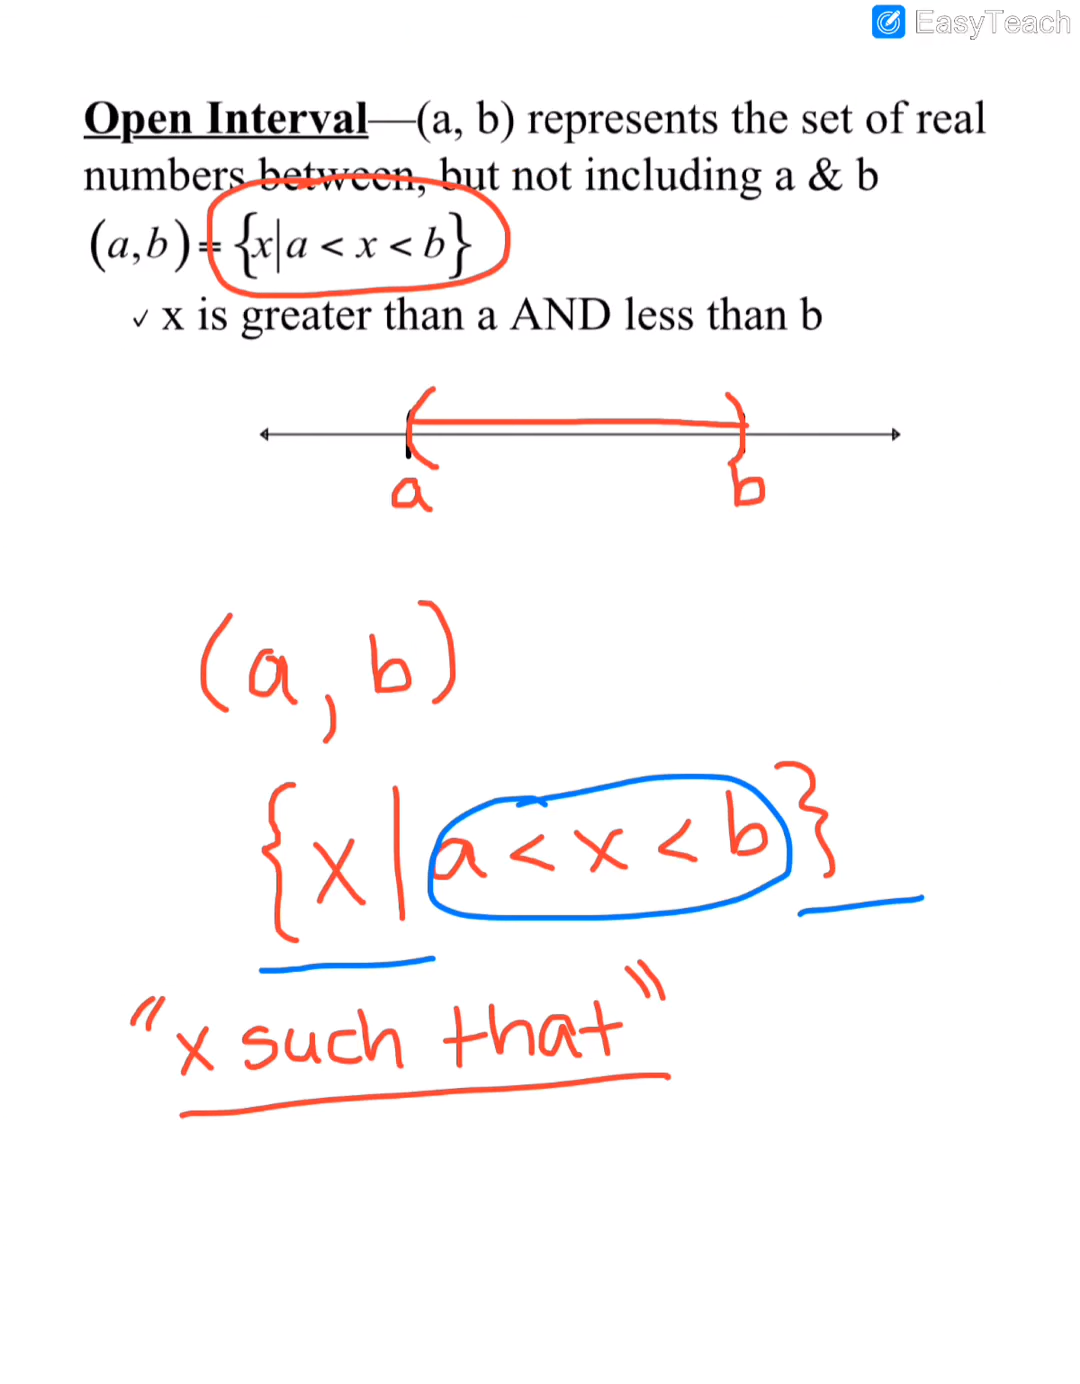 EasyTeach
Open Interval—(a, b) represents the set of real
numbers between, but not including a & b
(a,b)= {x|a < x < b}
✓ x is greater than a AND less than b
a b
(a, b)
{x|a < x < b}
"x such that"